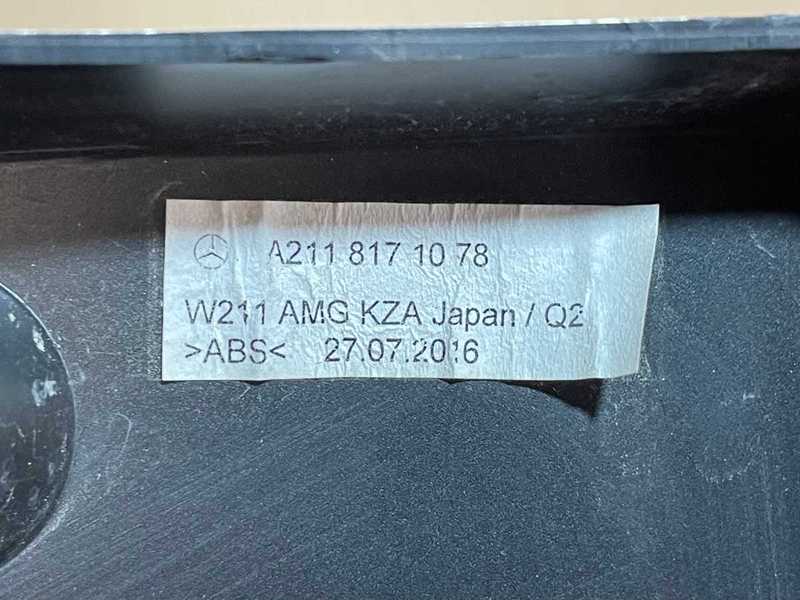 A211 817 10 78
W211 AMG KZA Japan / Q2
>ABS< 27.07.2016